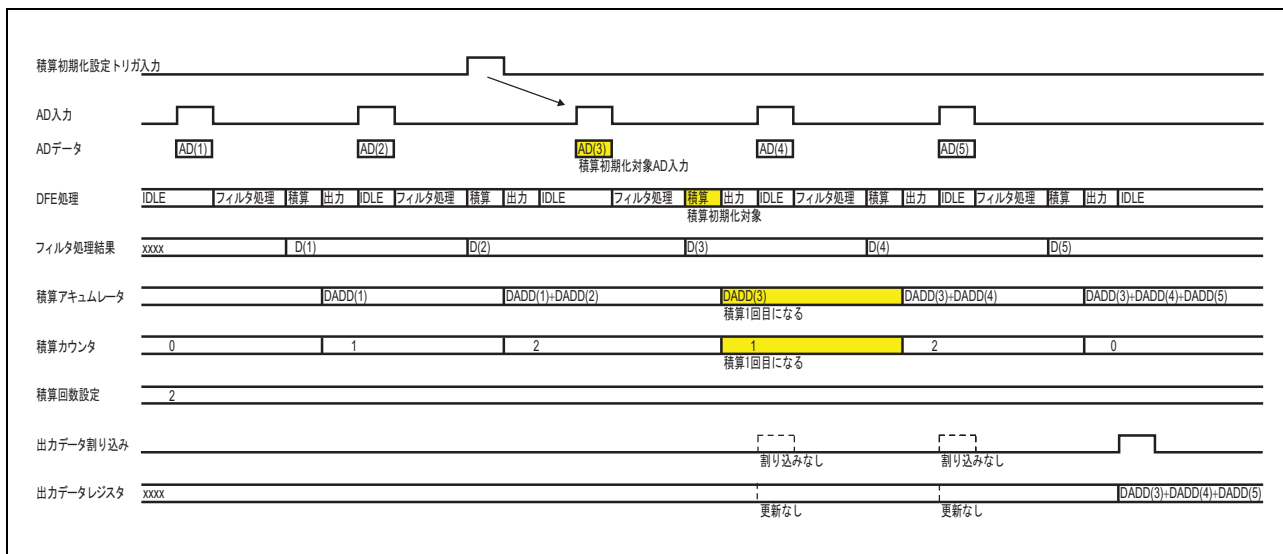 積算初期化設定トリガ入力
AD入力
ADデータ AD(1) AD(2) AD(3) AD(4) AD(5)
積算初期化対象AD入力
DFE処理 IDLE フィルタ処理 積算 出力 IDLE フィルタ処理 積算 出力 IDLE フィルタ処理 積算 出力 IDLE フィルタ処理 積算 出力 IDLE フィルタ処理 積算 出力 IDLE
積算初期化対象
フィルタ処理結果 xxxx D(1) D(2) D(3) D(4) D(5)
積算アキュムレータ DADD(1) DADD(1)+DADD(2) DADD(3) DADD(3)+DADD(4) DADD(3)+DADD(4)+DADD(5)
積算1回目になる
積算カウンタ 0 1 2 1 2 0
積算1回目になる
積算回数設定 2
出力データ割り込み
割り込みなし 割り込みなし
出力データレジスタ xxxx DADD(3)+DADD(4)+DADD(5)
更新なし 更新なし